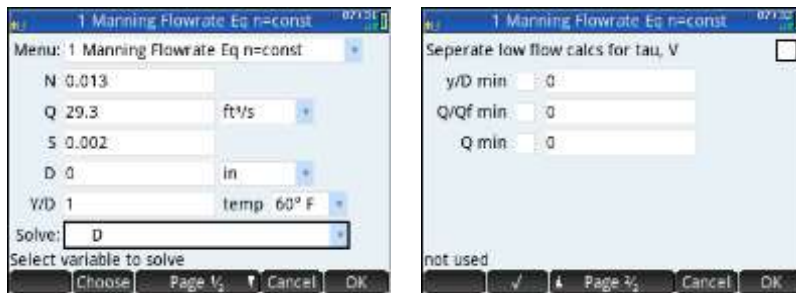 1 Manning Flowrate Eq n=const
Menu: 1 Manning Flowrate Eq n=const
N 0.013
Q 29.3 ft³/s
S 0.002
D 0 in
Y/D 1 temp 60° F
Solve: D
Select variable to solve
Choose Page ½ Cancel OK
1 Manning Flowrate Eq n=const
Seperate low flow calcs for tau, V
y/D min 0
Q/Qf min 0
Q min 0
not used
√ Page ²⁄₂ Cancel OK